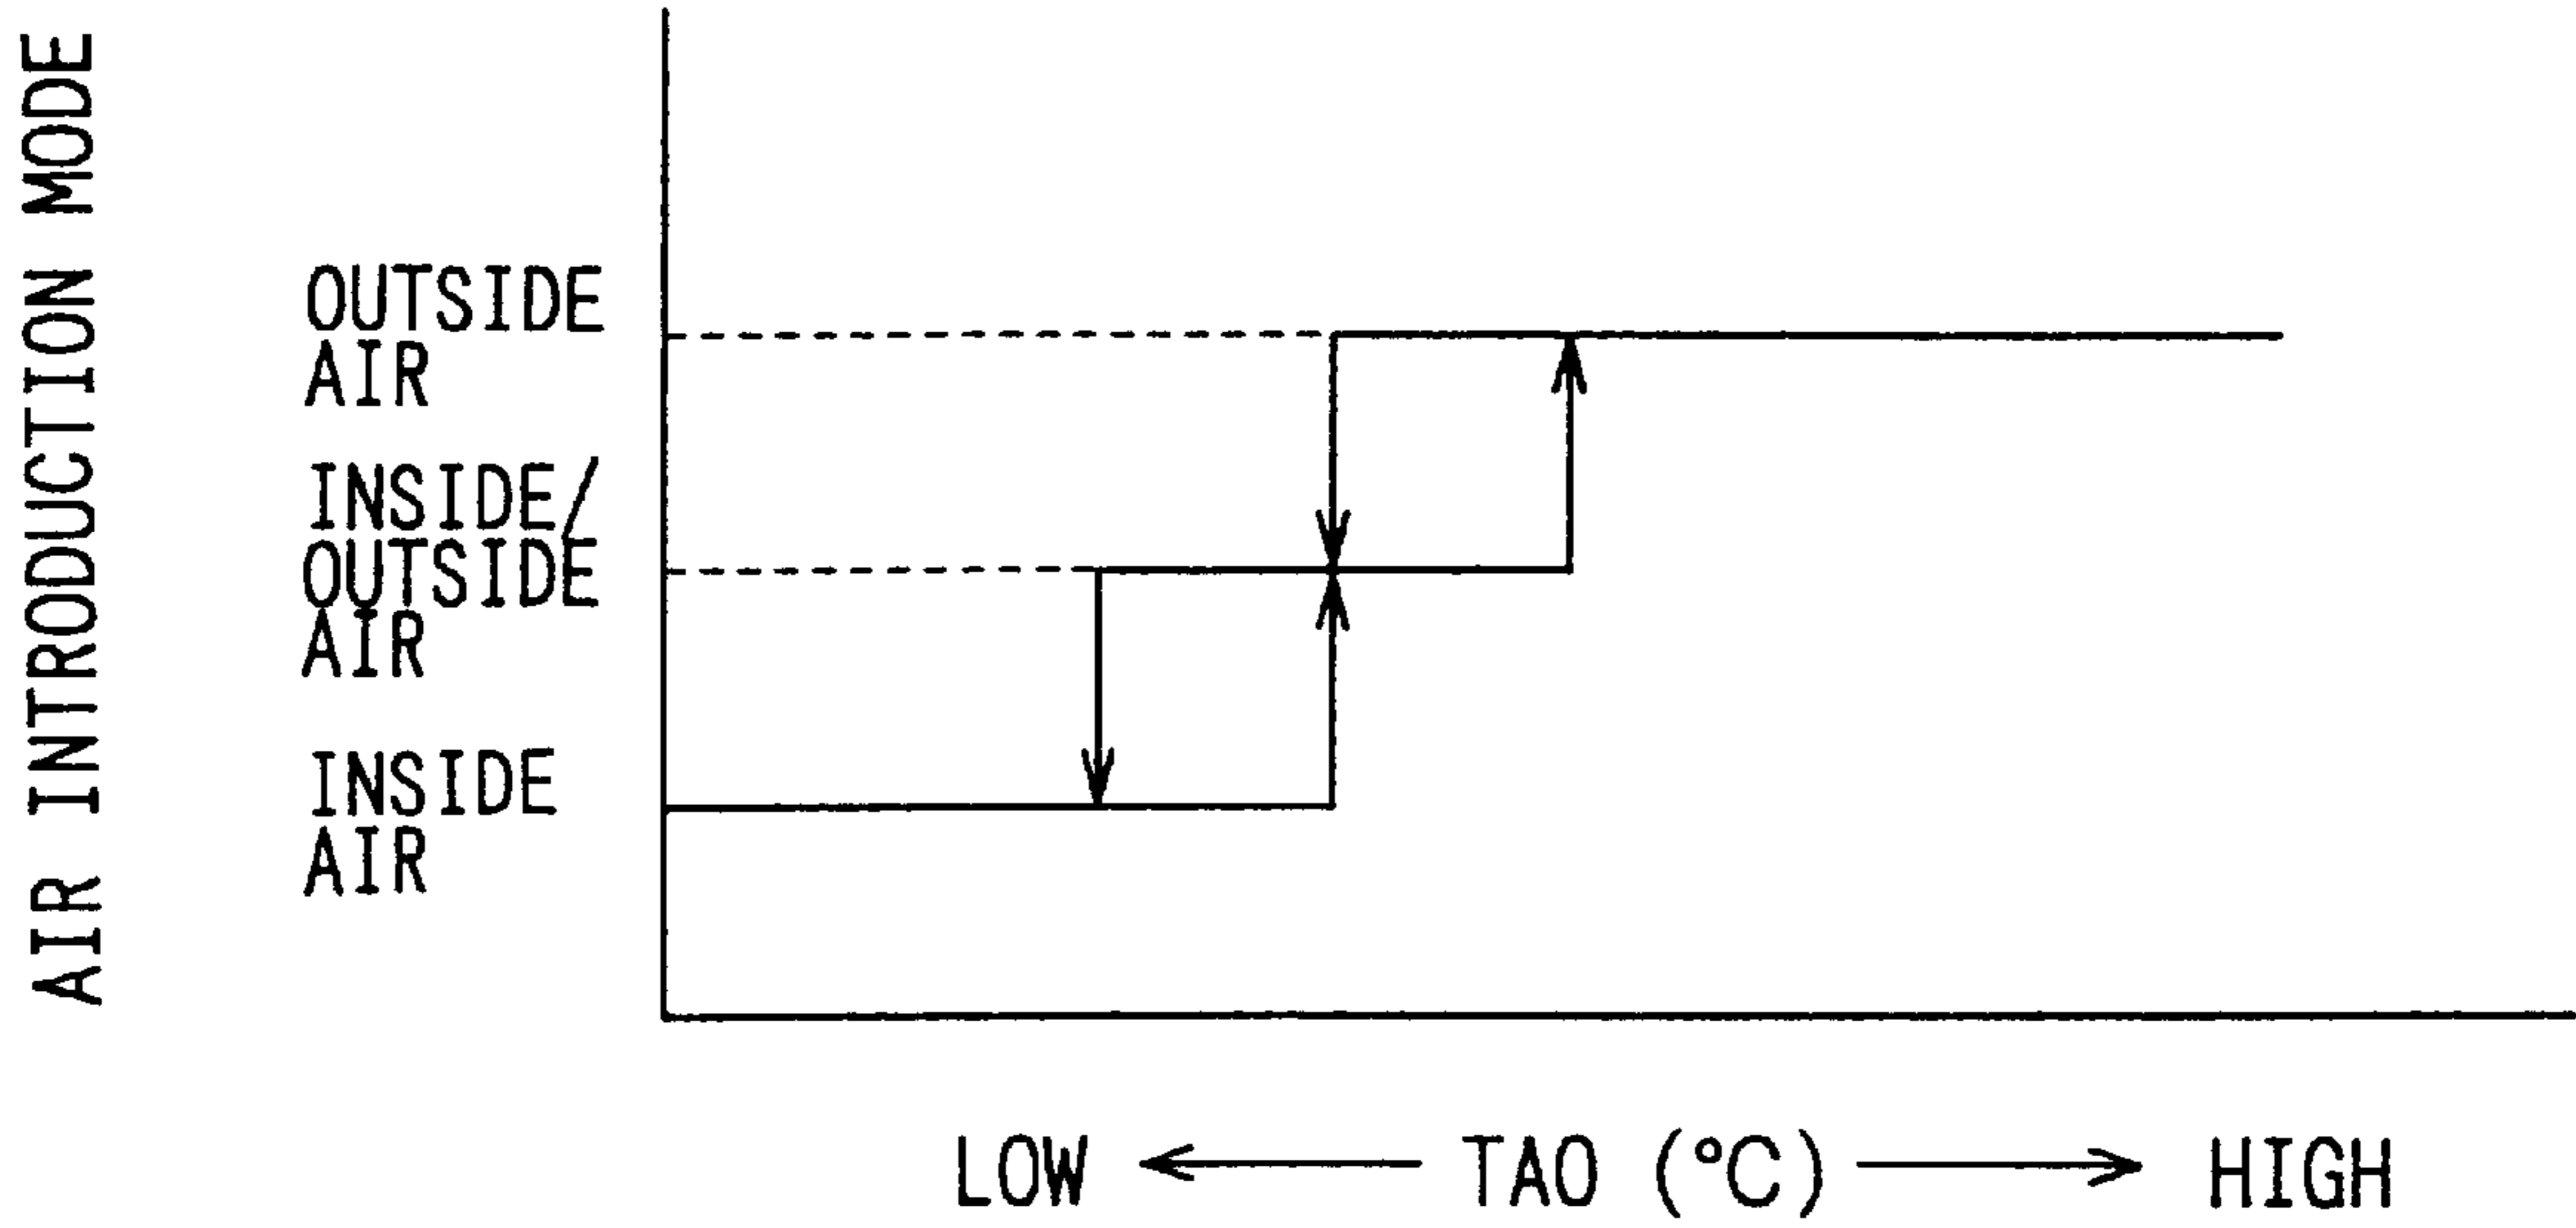 AIR INTRODUCTION MODE
OUTSIDE
AIR
INSIDE/
OUTSIDE
AIR
INSIDE
AIR
LOW TAO (°C) HIGH